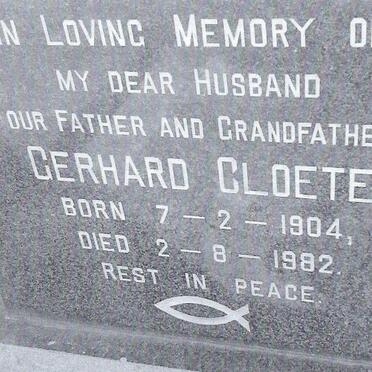 N LOVING MEMORY O
MY DEAR HUSBAND
OUR FATHER AND GRANDFATHE
GERHARD CLOETE
BORN 7 – 2 – 1904,
DIED 2 – 8 – 1982.
REST IN PEACE.